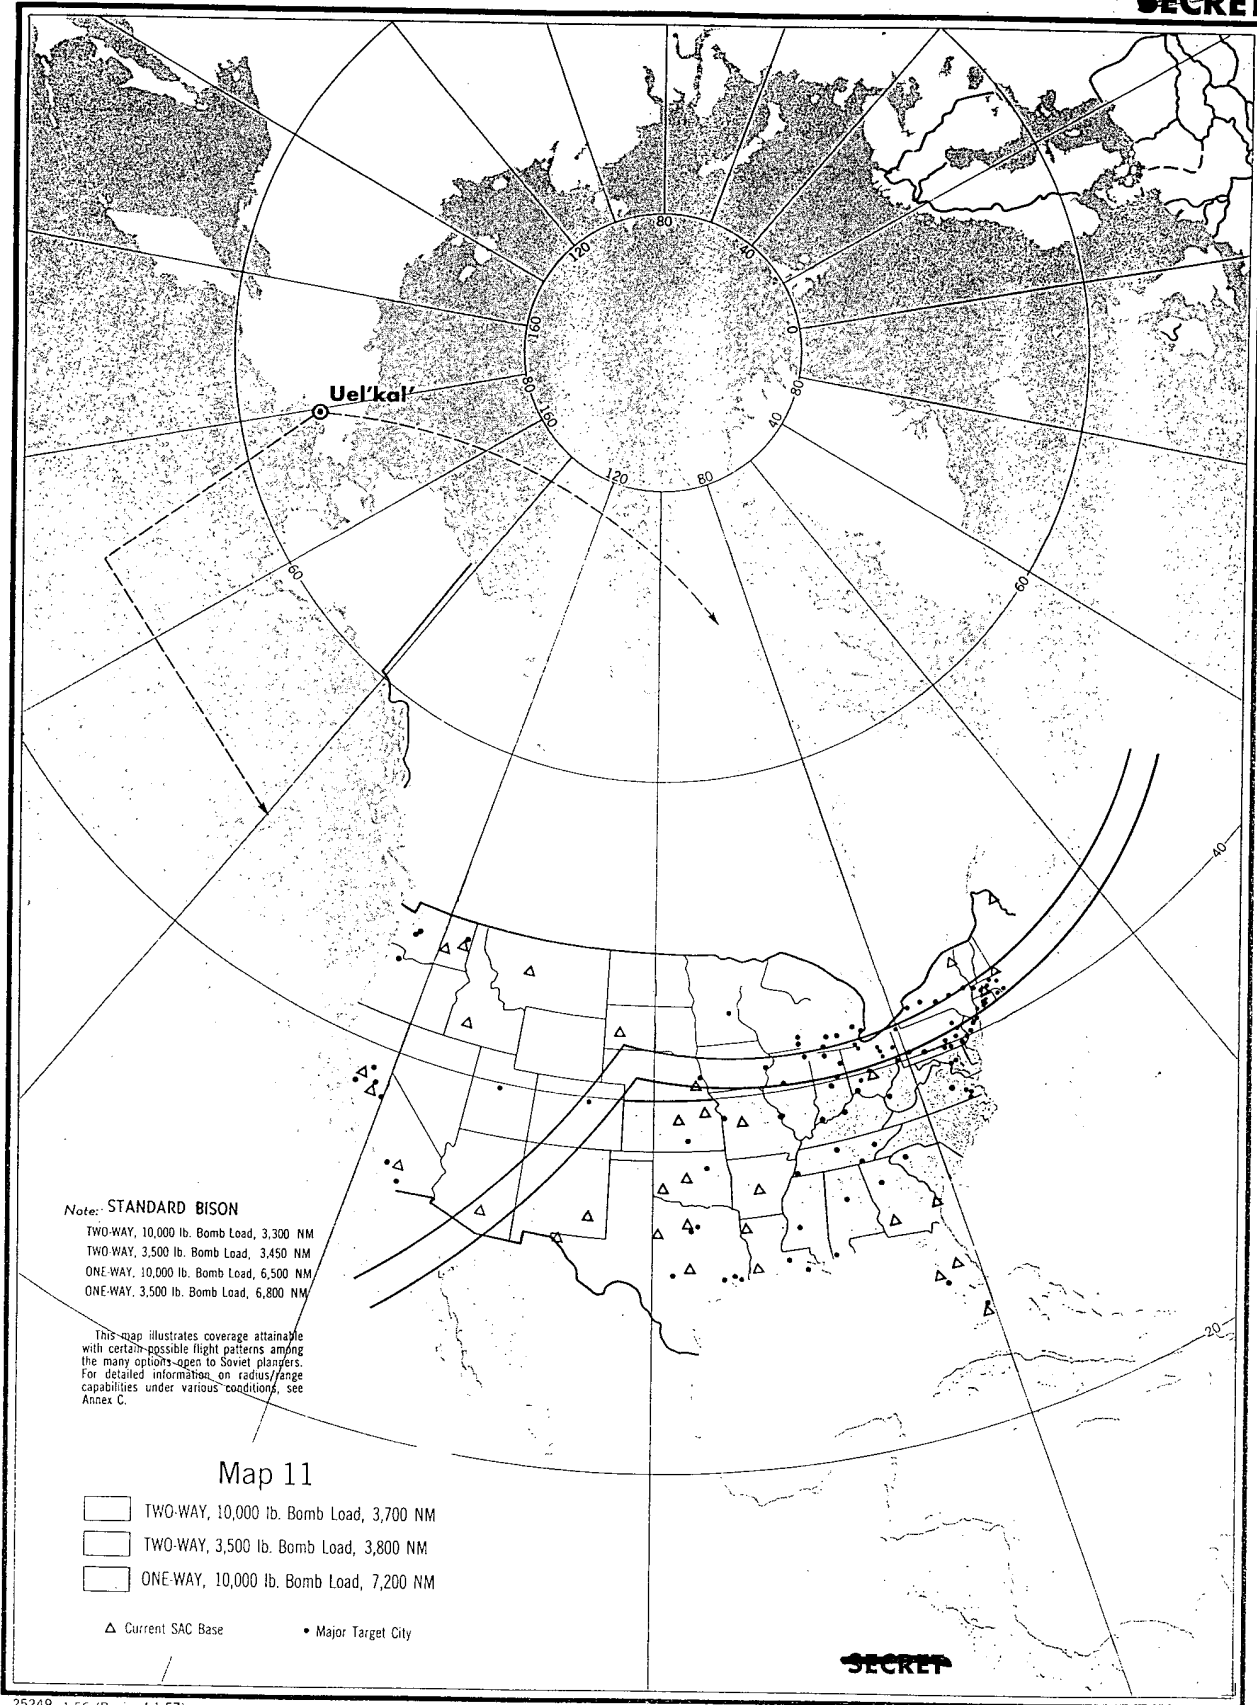 SECRET
80
120
40
160
0
Uel'kal'
80
80
160
40
120
80
60
60
40
Note: STANDARD BISON
TWO-WAY, 10,000 lb. Bomb Load, 3,300 NM
TWO-WAY, 3,500 lb. Bomb Load, 3,450 NM
ONE-WAY, 10,000 lb. Bomb Load, 6,500 NM
ONE-WAY, 3,500 lb. Bomb Load, 6,800 NM
20
This map illustrates coverage attainable
with certain possible flight patterns among
the many options open to Soviet planners.
For detailed information on radius/range
capabilities under various conditions, see
Annex C.
Map 11
TWO-WAY, 10,000 lb. Bomb Load, 3,700 NM
TWO-WAY, 3,500 lb. Bomb Load, 3,800 NM
ONE-WAY, 10,000 lb. Bomb Load, 7,200 NM
Current SAC Base
Major Target City
SECRET